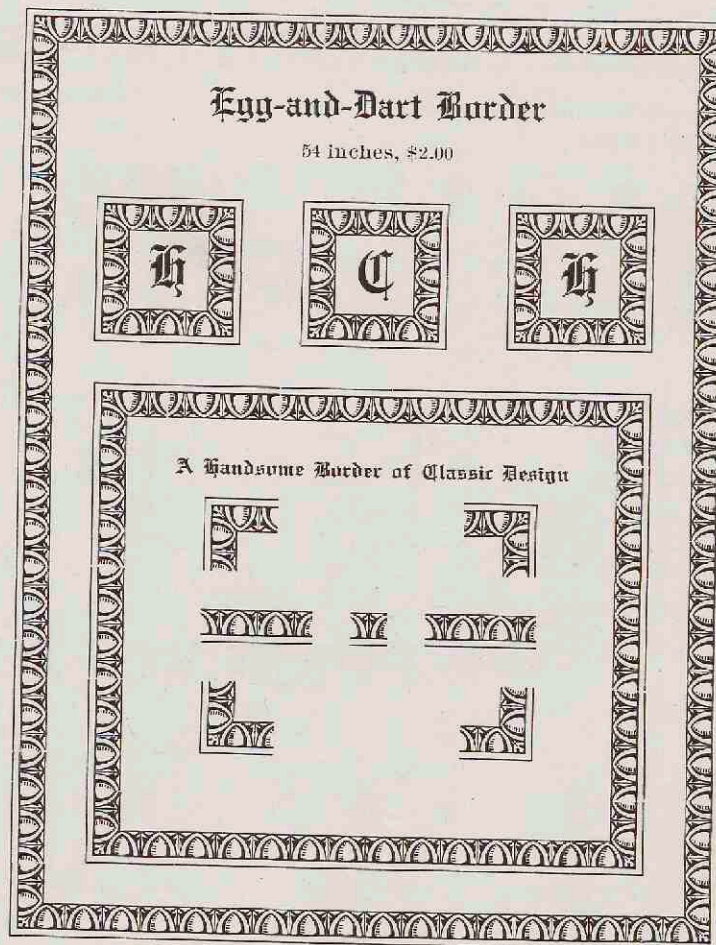 Egg-and-Dart Border
54 inches, $2.00
H C H
A Handsome Border of Classic Design